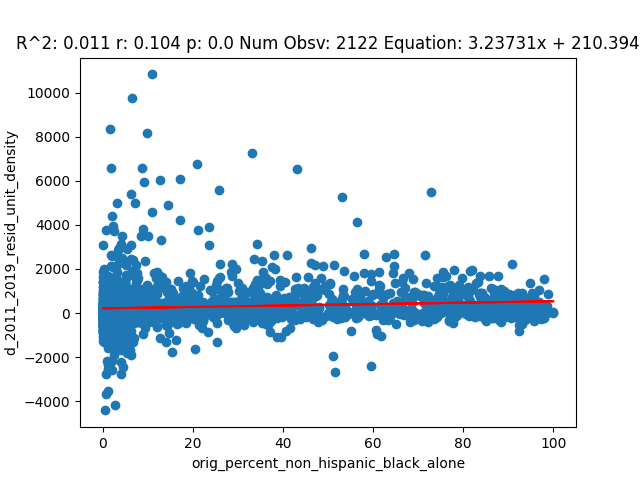 R^2: 0.011 r: 0.104 p: 0.0 Num Obsv: 2122 Equation: 3.23731x + 210.394
d_2011_2019_resid_unit_density
10000
8000
6000
4000
2000
0
−2000
−4000
0 20 40 60 80 100
orig_percent_non_hispanic_black_alone